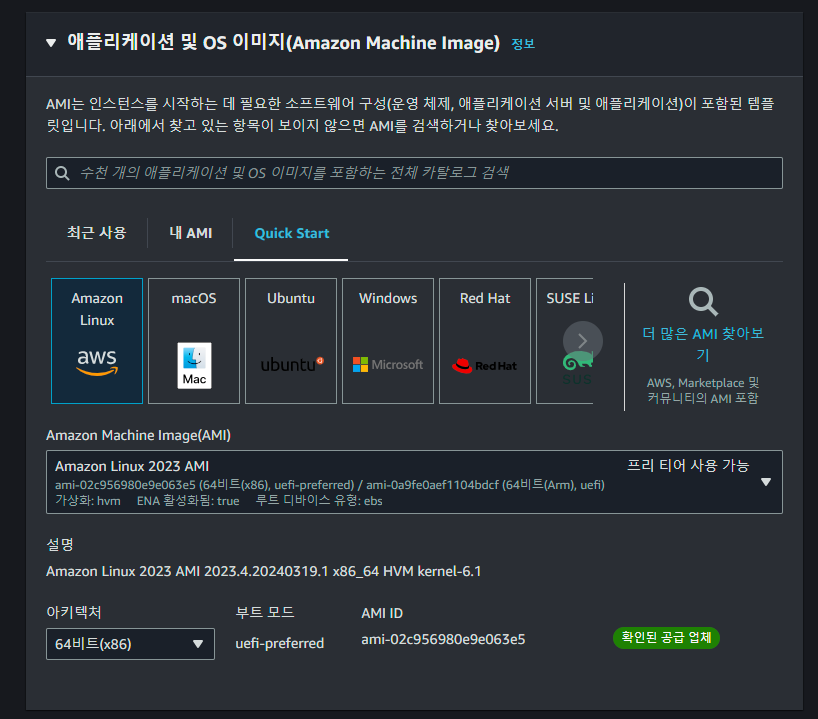 애플리케이션 및 OS 이미지(Amazon Machine Image) 정보
AMI는 인스턴스를 시작하는 데 필요한 소프트웨어 구성(운영 체제, 애플리케이션 서버 및 애플리케이션)이 포함된 템플
릿입니다. 아래에서 찾고 있는 항목이 보이지 않으면 AMI를 검색하거나 찾아보세요.
수천 개의 애플리케이션 및 OS 이미지를 포함하는 전체 카탈로그 검색
최근 사용
내 AMI
Quick Start
Amazon
Linux
aws
macOS
Mac
Ubuntu
ubuntu
Windows
Microsoft
Red Hat
Red Hat
SUSE Li
SUS
더 많은 AMI 찾아보
기
AWS, Marketplace 및
커뮤니티의 AMI 포함
Amazon Machine Image(AMI)
Amazon Linux 2023 AMI
프리 티어 사용 가능
ami-02c956980e9e063e5 (64비트(x86), uefi-preferred) / ami-0a9fe0aef1104bdcf (64비트(Arm), uefi)
가상화: hvm ENA 활성화됨: true 루트 디바이스 유형: ebs
설명
Amazon Linux 2023 AMI 2023.4.20240319.1 x86_64 HVM kernel-6.1
아키텍처
64비트(x86)
부트 모드
uefi-preferred
AMI ID
ami-02c956980e9e063e5
확인된 공급 업체